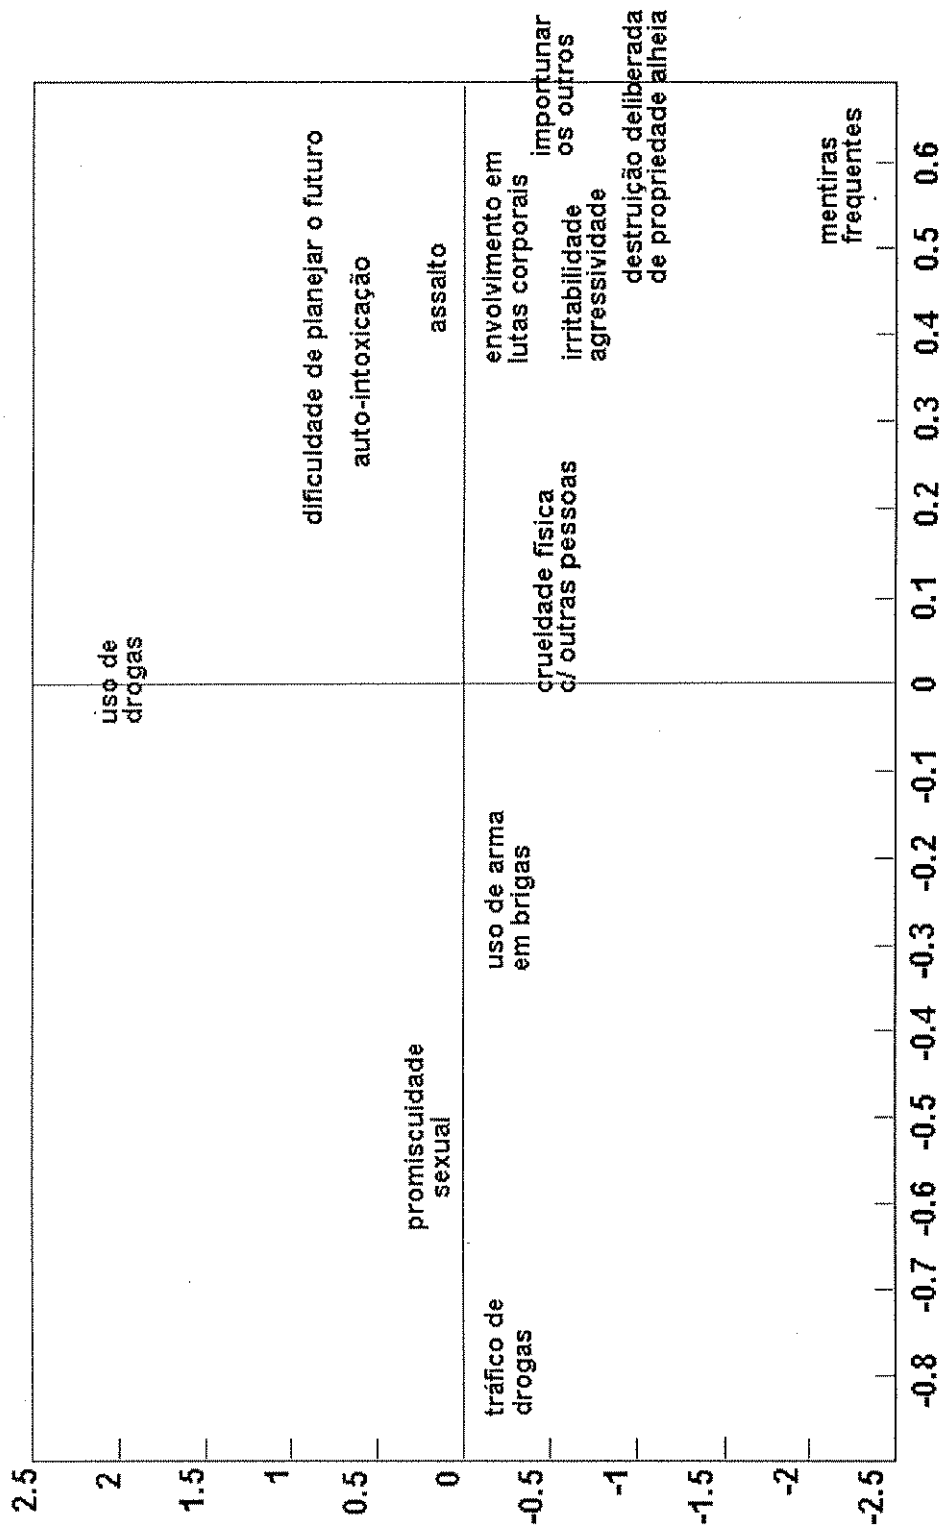 2.5
2
1.5
1
0.5
0
-0.5
-1
-1.5
-2
-2.5
uso de
drogas
dificuldade de planejar o futuro
auto-intoxicação
promiscuidade
sexual
assalto
tráfico de
drogas
uso de arma
em brigas
envolvimento em
lutas corporais
crueldade física
c/ outras pessoas
importunar
os outros
irritabilidade
agressividade
destruição deliberada
de propriedade alheia
mentiras
frequentes
-0.8 -0.7 -0.6 -0.5 -0.4 -0.3 -0.2 -0.1 0 0.1 0.2 0.3 0.4 0.5 0.6